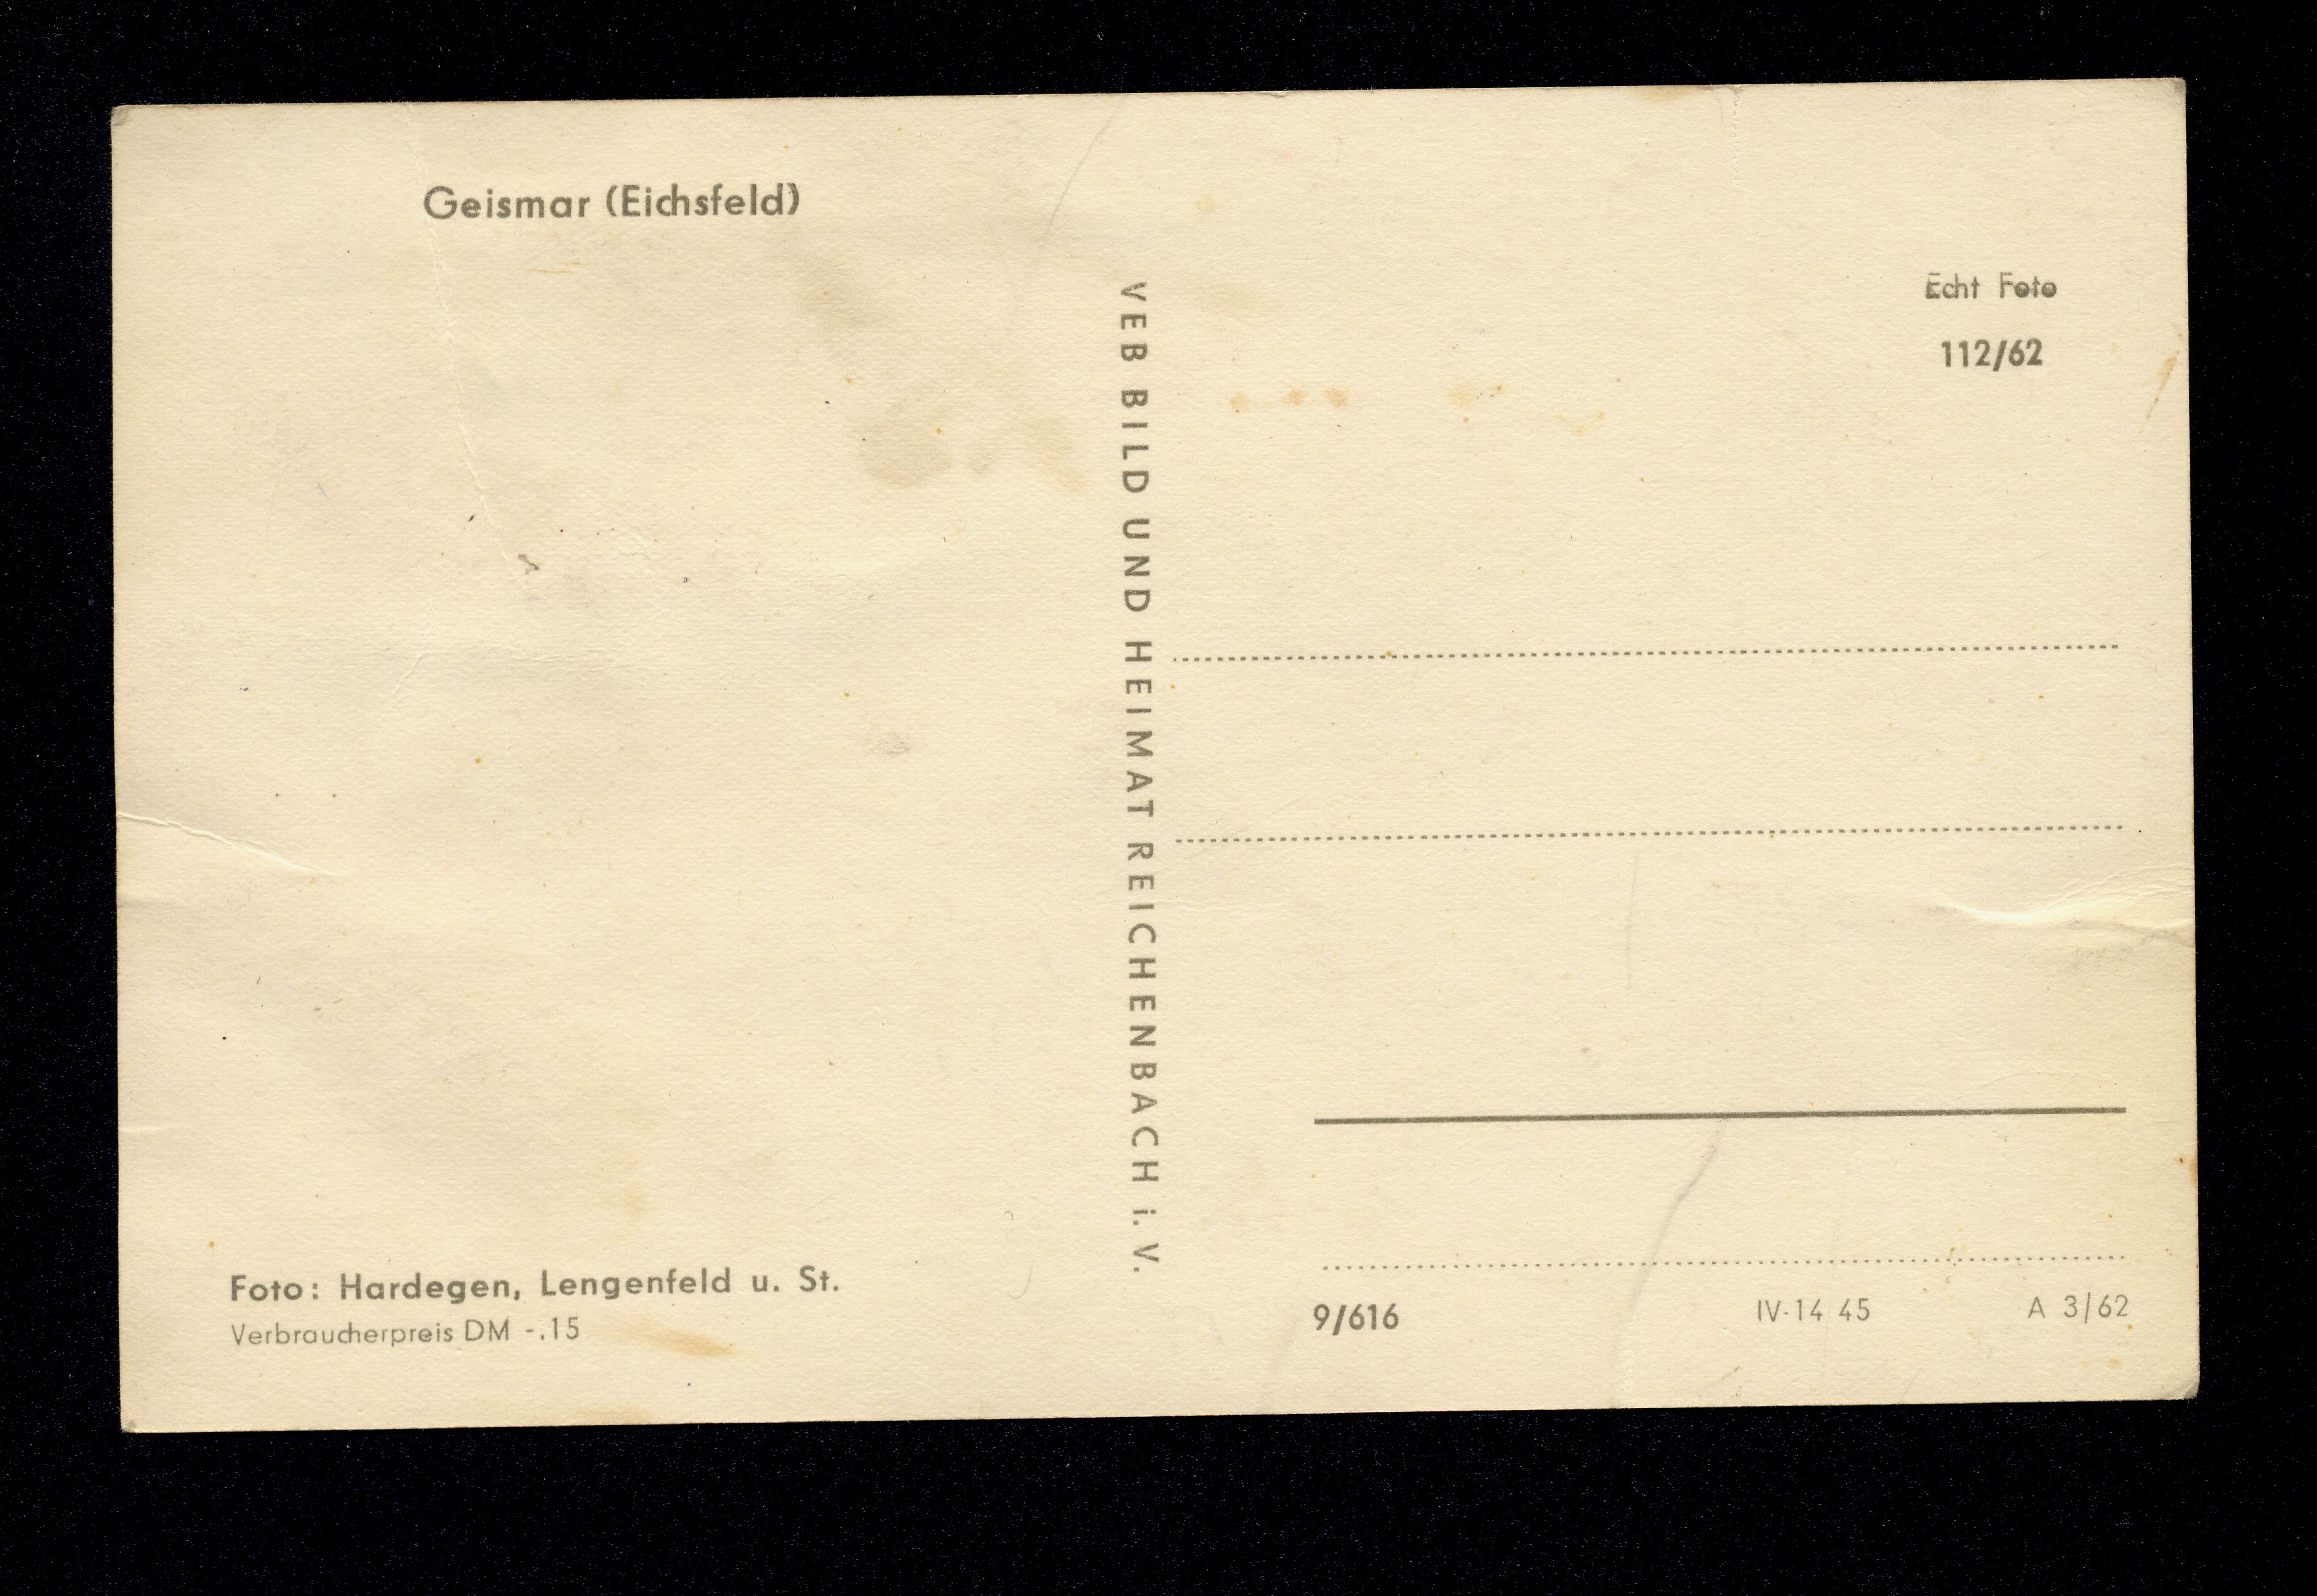 Geismar (Eichsfeld)
VEB BILD UND HEIMAT REICHENBACH i. V.
Echt Foto
112/62
Foto: Hardegen, Lengenfeld u. St.
Verbraucherpreis DM -.15
9/616
IV-14 45
A 3/62